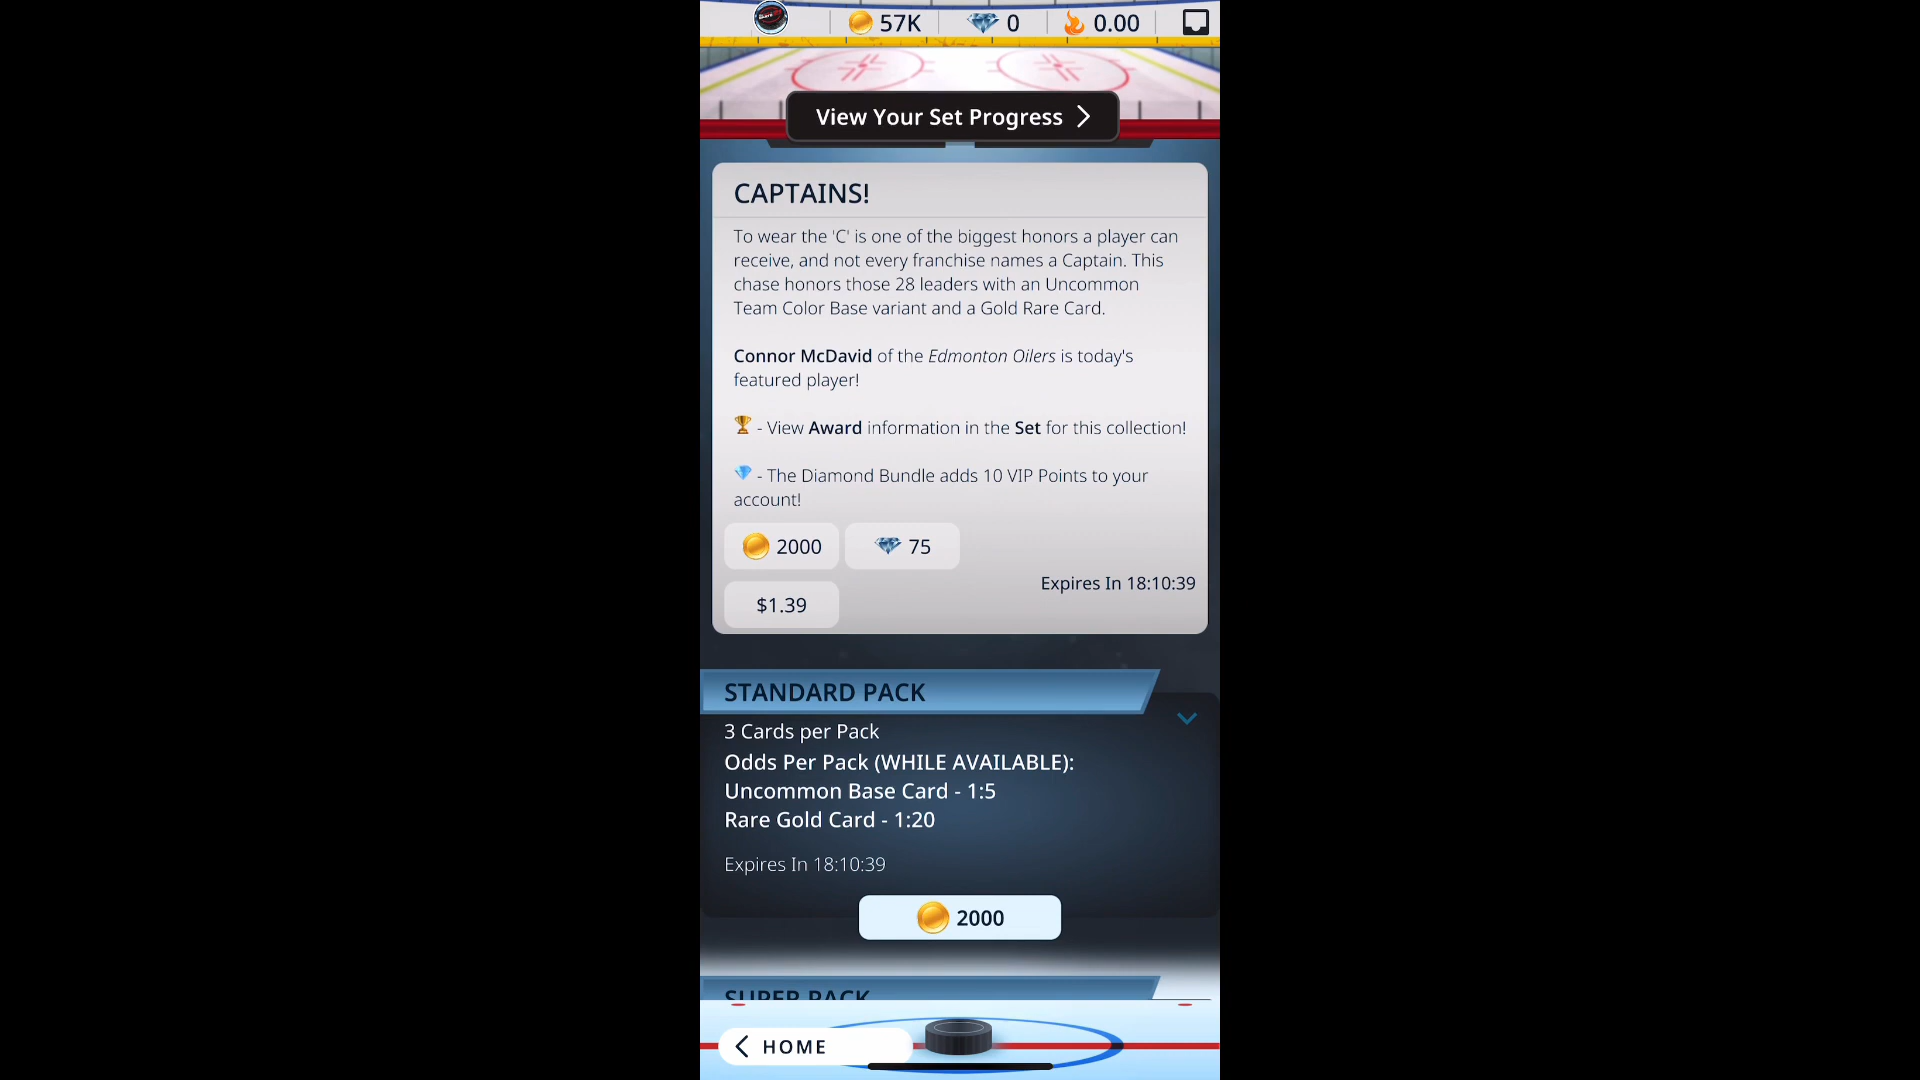 57K
0
0.00
View Your Set Progress
CAPTAINS!
To wear the 'C' is one of the biggest honors a player can
receive, and not every franchise names a Captain. This
chase honors those 28 leaders with an Uncommon
Team Color Base variant and a Gold Rare Card.
Connor McDavid of the Edmonton Oilers is today's
featured player!
- View Award information in the Set for this collection!
- The Diamond Bundle adds 10 VIP Points to your
account!
2000
75
Expires In 18:10:39
$1.39
STANDARD PACK
3 Cards per Pack
Odds Per Pack (WHILE AVAILABLE):
Uncommon Base Card - 1:5
Rare Gold Card - 1:20
Expires In 18:10:39
2000
SUPER PACK
HOME